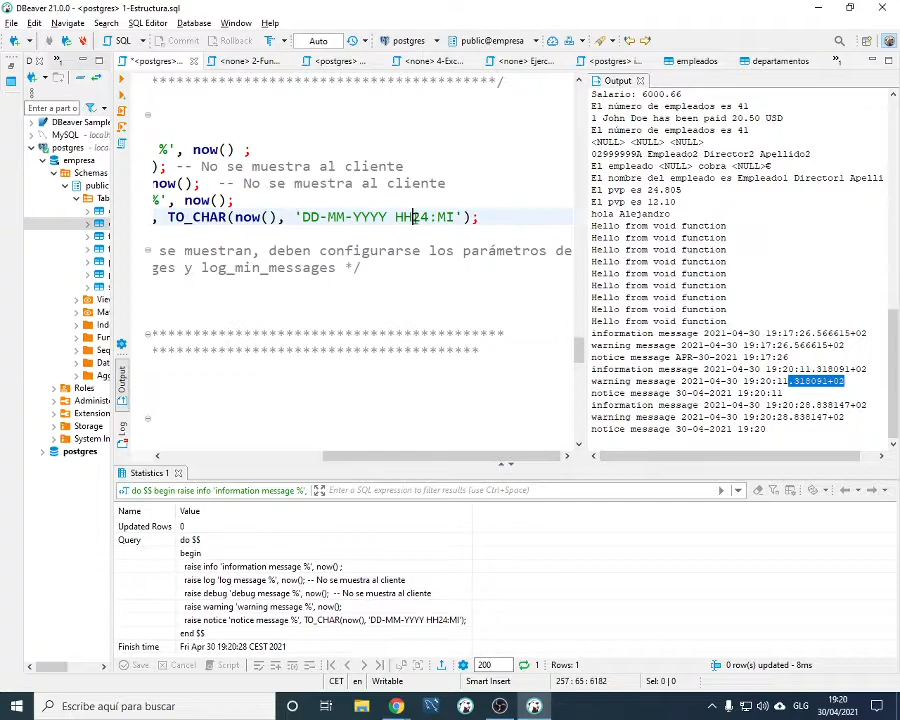 DBeaver 21.0.0 - <postgres> 1-Estructura.sql
File Edit Navigate Search SQL Editor Database Window Help
SQL Commit Rollback Auto postgres public@empresa
D *<postgres>... <none> 2-Fun... <postgres> ... <none> 4-Exc... <none> Ejerc... <postgres> i... empleados departamentos
Enter a part o
DBeaver Sample
MySQL - localh
postgres - localh
empresa
Schemas
public
Tab
View
Mat
Ind
Fun
Seq
Dat
Agg
Roles
Administ
Extension
Storage
System In
postgres
*****************************************/
%', now() ;
); -- No se muestra al cliente
now(); -- No se muestra al cliente
%', now();
, TO_CHAR(now(), 'DD-MM-YYYY HH24:MI');
se muestran, deben configurarse los parámetros de
ges y log_min_messages */
******************************************
***************************************
Output
Log
Output
Salario: 6000.66
El número de empleados es 41
1 John Doe has been paid 20.50 USD
El número de empleados es 41
<NULL> <NULL> <NULL>
02999999A Empleado2 Director2 Apellido2
El empleado <NULL> cobra <NULL>€
El nombre del empleado es Empleado1 Director1 Apelli
El pvp es 24.805
El pvp es 12.10
hola Alejandro
Hello from void function
Hello from void function
Hello from void function
Hello from void function
Hello from void function
Hello from void function
Hello from void function
Hello from void function
Hello from void function
information message 2021-04-30 19:17:26.566615+02
warning message 2021-04-30 19:17:26.566615+02
notice message APR-30-2021 19:17:26
information message 2021-04-30 19:20:11.318091+02
warning message 2021-04-30 19:20:11.318091+02
notice message 30-04-2021 19:20:11
information message 2021-04-30 19:20:28.838147+02
warning message 2021-04-30 19:20:28.838147+02
notice message 30-04-2021 19:20
Statistics 1
do $$ begin raise info 'information message %', Enter a SQL expression to filter results (use Ctrl+Space)
Name Value
Updated Rows 0
Query do $$
begin
raise info 'information message %', now() ;
raise log 'log message %', now(); -- No se muestra al cliente
raise debug 'debug message %', now(); -- No se muestra al cliente
raise warning 'warning message %', now();
raise notice 'notice message %', TO_CHAR(now(), 'DD-MM-YYYY HH24:MI');
end $$
Finish time Fri Apr 30 19:20:28 CEST 2021
Save Cancel Script 200 1 Rows: 1 0 row(s) updated - 8ms
CET en Writable Smart Insert 257 : 65 : 6182 Sel: 0 | 0
Escribe aquí para buscar
GLG
19:20
30/04/2021